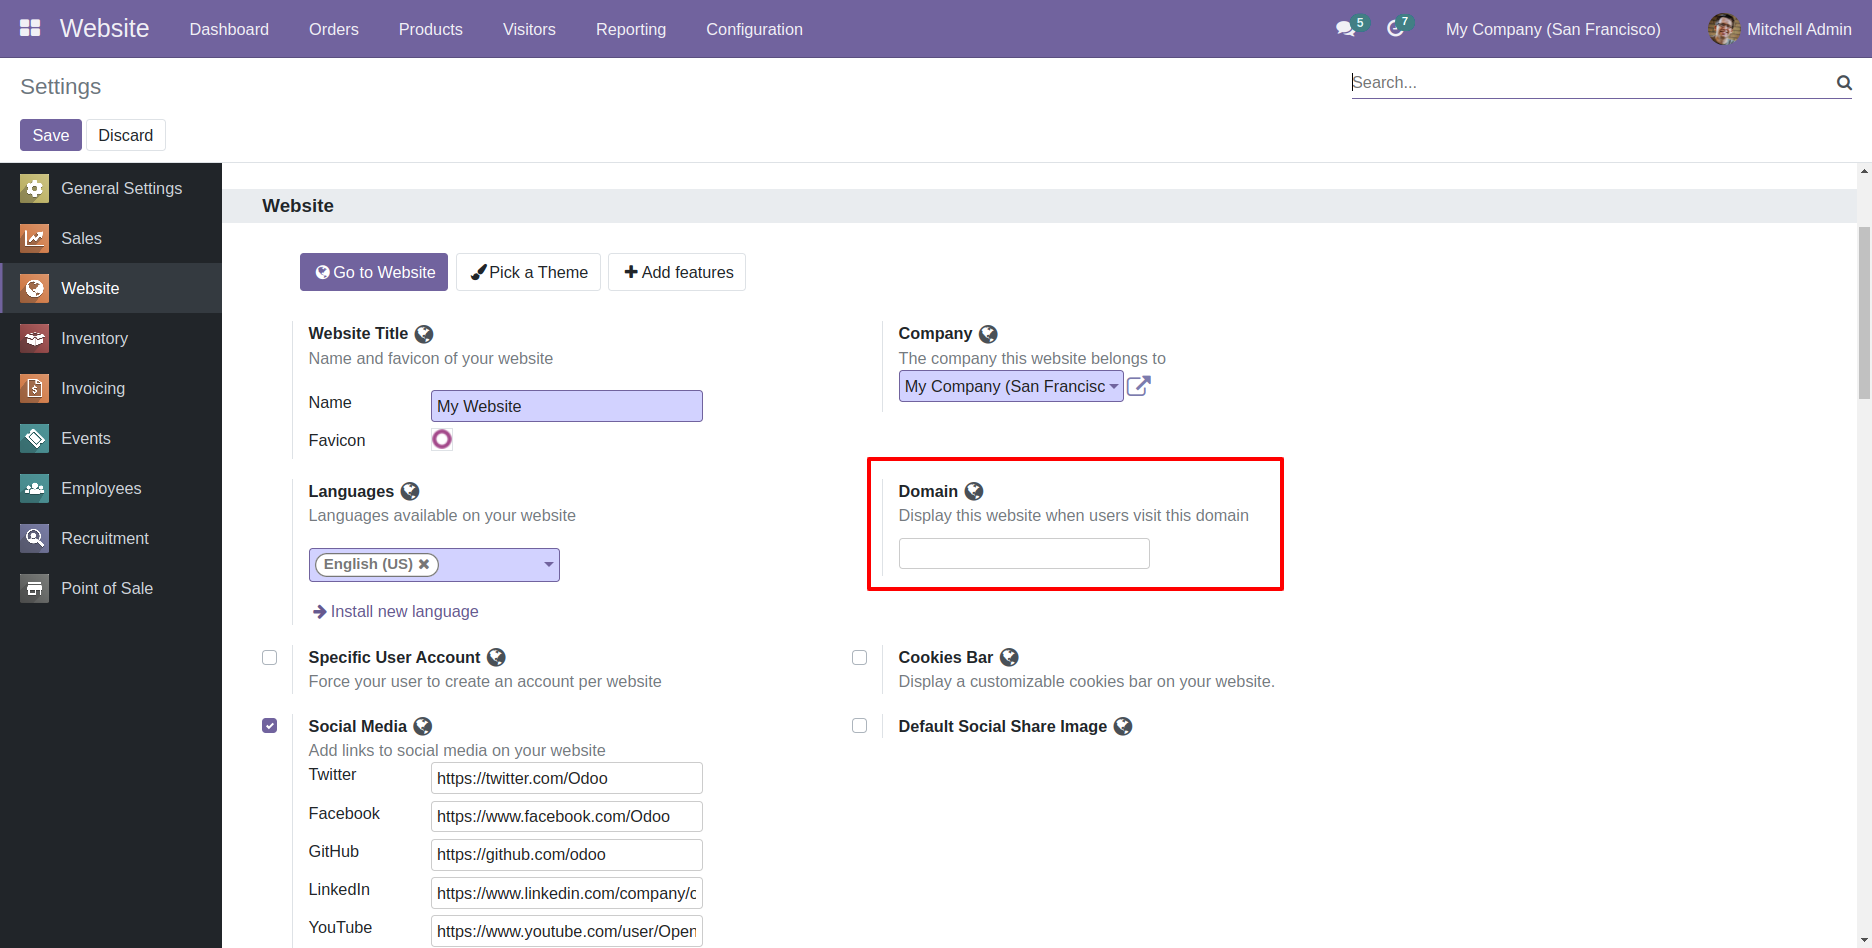 Website
Dashboard
Orders
Products
Visitors
Reporting
Configuration
5
7
My Company (San Francisco)
Mitchell Admin
Settings
Search...
Save
Discard
General Settings
Sales
Website
Inventory
Invoicing
Events
Employees
Recruitment
Point of Sale
Website
Go to Website
Pick a Theme
Add features
Website Title
Name and favicon of your website
Name
My Website
Favicon
Company
The company this website belongs to
My Company (San Francisc
Languages
Languages available on your website
English (US)
Install new language
Domain
Display this website when users visit this domain
Specific User Account
Force your user to create an account per website
Cookies Bar
Display a customizable cookies bar on your website.
Social Media
Add links to social media on your website
Default Social Share Image
Twitter
https://twitter.com/Odoo
Facebook
https://www.facebook.com/Odoo
GitHub
https://github.com/odoo
LinkedIn
https://www.linkedin.com/company/o
YouTube
https://www.youtube.com/user/Open